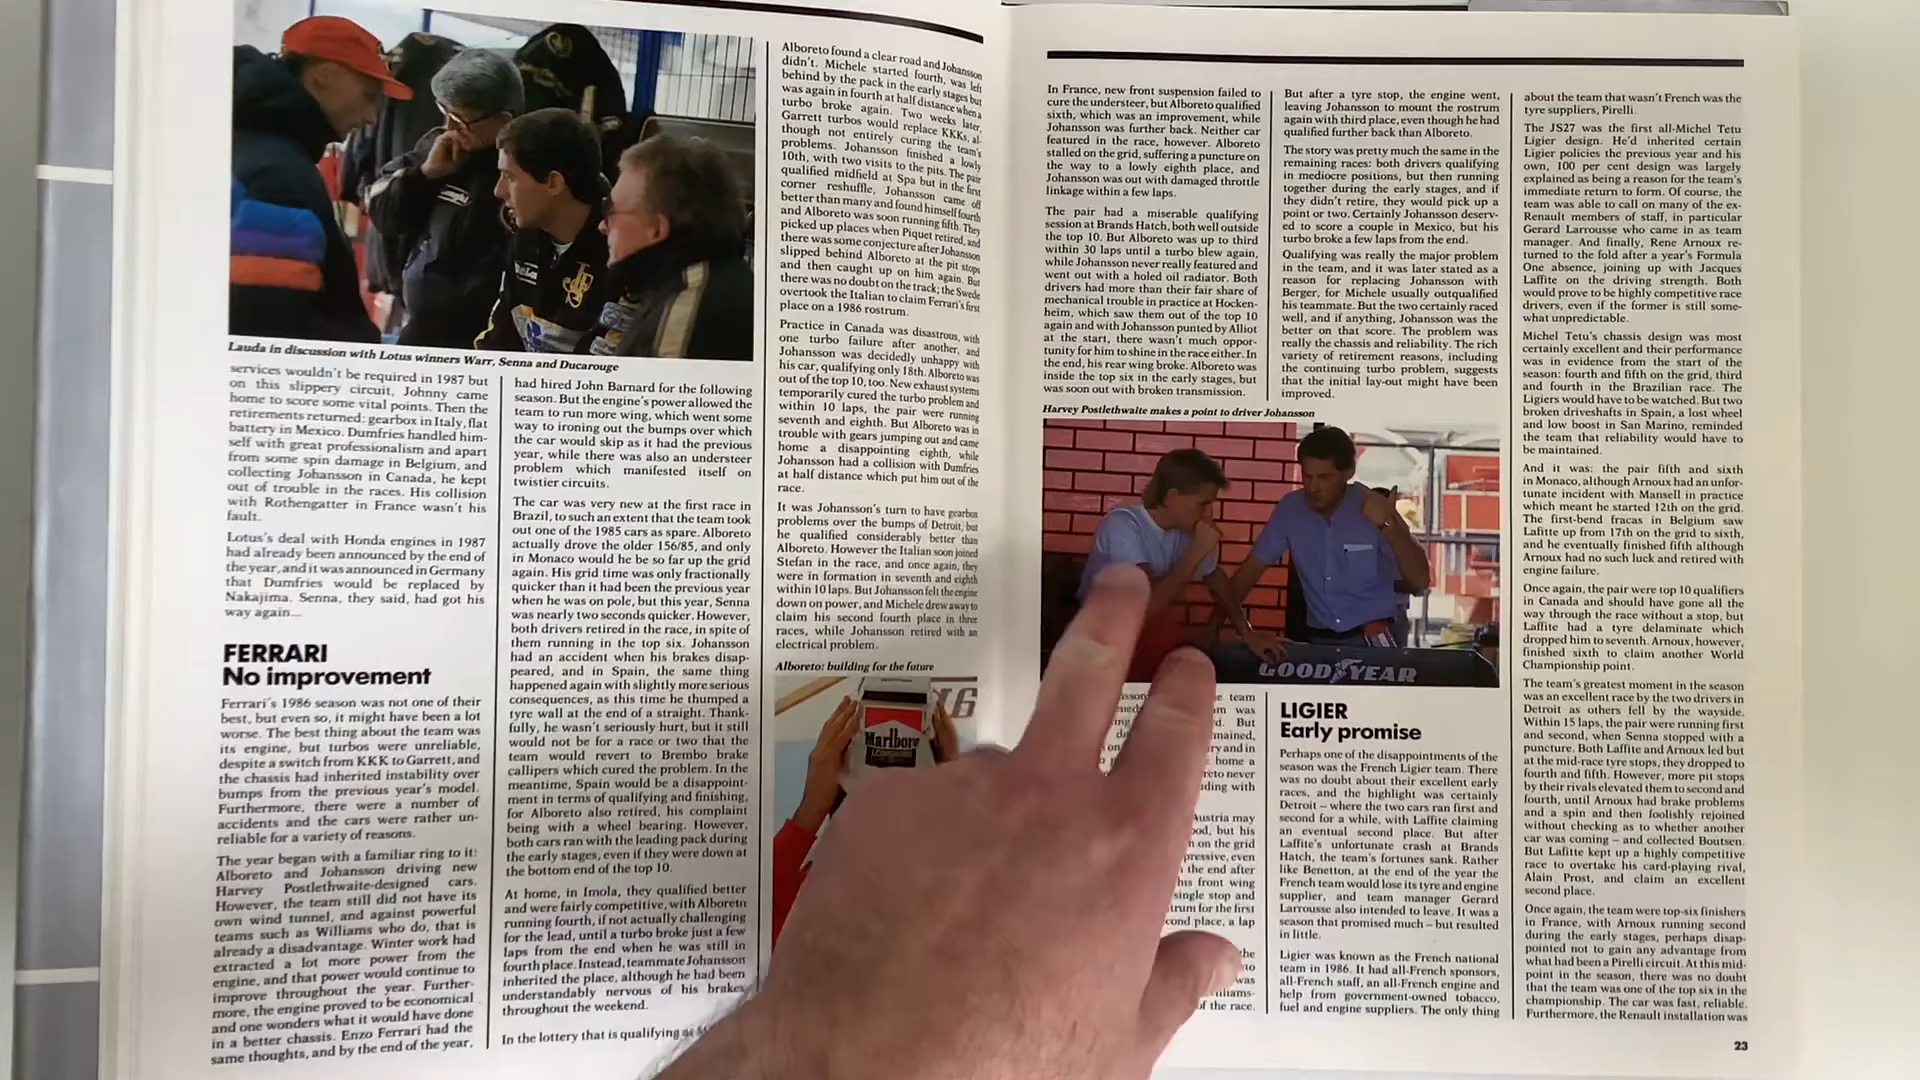 Lauda in discussion with Lotus winners Warr, Senna and Ducarouge
services wouldn't be required in 1987 but
on this slippery circuit, Johnny came
home to score some vital points. Then the
retirements returned: gearbox in Italy, flat
battery in Mexico. Dumfries handled him-
self with great professionalism and apart
from some spin damage in Belgium, and
collecting Johansson in Canada, he kept
out of trouble in the races. His collision
with Rothengatter in France wasn't his
fault.
Lotus's deal with Honda engines in 1987
had already been announced by the end of
the year, and it was announced in Germany
that Dumfries would be replaced by
Nakajima. Senna, they said, had got his
way again...
FERRARI
No improvement
Ferrari's 1986 season was not one of their
best, but even so, it might have been a lot
worse. The best thing about the team was
its engine, but turbos were unreliable,
despite a switch from KKK to Garrett, and
the chassis had inherited instability over
bumps from the previous year's model.
Furthermore, there were a number of
accidents and the cars were rather un-
reliable for a variety of reasons.
The year began with a familiar ring to it:
Alboreto and Johansson driving new
Harvey Postlethwaite-designed cars.
However, the team still did not have its
own wind tunnel, and against powerful
teams such as Williams who do, that is
already a disadvantage. Winter work had
extracted a lot more power from the
engine, and that power would continue to
improve throughout the year. Further-
more, the engine proved to be economical
and one wonders what it would have done
in a better chassis. Enzo Ferrari had the
same thoughts, and by the end of the year,
had hired John Barnard for the following
season. But the engine's power allowed the
team to run more wing, which went some
way to ironing out the bumps over which
the car would skip as it had the previous
year, while there was also an understeer
problem which manifested itself on
twistier circuits.
The car was very new at the first race in
Brazil, to such an extent that the team took
out one of the 1985 cars as spare. Alboreto
actually drove the older 156/85, and only
in Monaco would he be so far up the grid
again. His grid time was only fractionally
quicker than it had been the previous year
when he was on pole, but this year, Senna
was nearly two seconds quicker. However,
both drivers retired in the race, in spite of
them running in the top six. Johansson
had an accident when his brakes disap-
peared, and in Spain, the same thing
happened again with slightly more serious
consequences, as this time he thumped a
tyre wall at the end of a straight. Thank-
fully, he wasn't seriously hurt, but it still
would not be for a race or two that the
team would revert to Brembo brake
callipers which cured the problem. In the
meantime, Spain would be a disappoint-
ment in terms of qualifying and finishing,
for Alboreto also retired, his complaint
being with a wheel bearing. However,
both cars ran with the leading pack during
the early stages, even if they were down at
the bottom end of the top 10.
At home, in Imola, they qualified better
and were fairly competitive, with Alboreto
running fourth, if not actually challenging
for the lead, until a turbo broke just a few
laps from the end when he was still in
fourth place. Instead, teammate Johansson
inherited the place, although he had been
understandably nervous of his brakes
throughout the weekend.
In the lottery that is qualifying
Alboreto found a clear road and Johansson
didn't. Michele started fourth, was left
behind by the pack in the early stages but
was again in fourth at half distance when a
turbo broke again. Two weeks later,
Garrett turbos would replace KKKs, al-
though not entirely curing the team's
problems. Johansson finished a lowly
10th, with two visits to the pits. The pair
qualified midfield at Spa but in the first
corner reshuffle, Johansson came off
better than many and found himself fourth
and Alboreto was soon running fifth. They
picked up places when Piquet retired, and
there was some conjecture after Johansson
slipped behind Alboreto at the pit stops
and then caught up on him again. But
there was no doubt on the track; the Swede
overtook the Italian to claim Ferrari's first
place on a 1986 rostrum.
Practice in Canada was disastrous, with
one turbo failure after another, and
Johansson was decidedly unhappy with
his car, qualifying only 18th. Alboreto was
out of the top 10, too. New exhaust systems
temporarily cured the turbo problem and
within 10 laps, the pair were running
seventh and eighth. But Alboreto was in
trouble with gears jumping out and came
home a disappointing eighth, while
Johansson had a collision with Dumfries
at half distance which put him out of the
race.
It was Johansson's turn to have gearbox
problems over the bumps of Detroit, but
he qualified considerably better than
Alboreto. However the Italian soon joined
Stefan in the race, and once again, they
were in formation in seventh and eighth
within 10 laps. But Johansson felt the engine
down on power, and Michele drew away to
claim his second fourth place in three
races, while Johansson retired with an
electrical problem.
Alboreto: building for the future
Marlboro
16
In France, new front suspension failed to
cure the understeer, but Alboreto qualified
sixth, which was an improvement, while
Johansson was further back. Neither car
featured in the race, however. Alboreto
stalled on the grid, suffering a puncture on
the way to a lowly eighth place, and
Johansson was out with damaged throttle
linkage within a few laps.
The pair had a miserable qualifying
session at Brands Hatch, both well outside
the top 10. But Alboreto was up to third
within 30 laps until a turbo blew again,
while Johansson never really featured and
went out with a holed oil radiator. Both
drivers had more than their fair share of
mechanical trouble in practice at Hocken-
heim, which saw them out of the top 10
again and with Johansson punted by Alliot
at the start, there wasn't much oppor-
tunity for him to shine in the race either. In
the end, his rear wing broke. Alboreto was
inside the top six in the early stages, but
was soon out with broken transmission.
Harvey Postlethwaite makes a point to driver Johansson
GOODYEAR
e team
m was
d. But
mained,
ry and in
home a
reto never
ding with
Austria may
ood, but his
on the grid
pressive, even
the end after
his front wing
single stop and
trum for the first
cond place, a lap
the
to
was
illiams-
of the race.
But after a tyre stop, the engine went,
leaving Johansson to mount the rostrum
again with third place, even though he had
qualified further back than Alboreto.
The story was pretty much the same in the
remaining races: both drivers qualifying
in mediocre positions, but then running
together during the early stages, and if
they didn't retire, they would pick up a
point or two. Certainly Johansson deserv-
ed to score a couple in Mexico, but his
turbo broke a few laps from the end.
Qualifying was really the major problem
in the team, and it was later stated as a
reason for replacing Johansson with
Berger, for Michele usually outqualified
his teammate. But the two certainly raced
well, and if anything, Johansson was the
better on that score. The problem was
really the chassis and reliability. The rich
variety of retirement reasons, including
the continuing turbo problem, suggests
that the initial lay-out might have been
improved.
LIGIER
Early promise
Perhaps one of the disappointments of the
season was the French Ligier team. There
was no doubt about their excellent early
races, and the highlight was certainly
Detroit – where the two cars ran first and
second for a while, with Laffite claiming
an eventual second place. But after
Laffite's unfortunate crash at Brands
Hatch, the team's fortunes sank. Rather
like Benetton, at the end of the year the
French team would lose its tyre and engine
supplier, and team manager Gerard
Larrousse also intended to leave. It was a
season that promised much – but resulted
in little.
Ligier was known as the French national
team in 1986. It had all-French sponsors,
all-French staff, an all-French engine and
help from government-owned tobacco,
fuel and engine suppliers. The only thing
about the team that wasn't French was the
tyre suppliers, Pirelli.
The JS27 was the first all-Michel Tetu
Ligier design. He'd inherited certain
Ligier policies the previous year and his
own, 100 per cent design was largely
explained as being a reason for the team's
immediate return to form. Of course, the
team was able to call on many of the ex-
Renault members of staff, in particular
Gerard Larrousse who came in as team
manager. And finally, Rene Arnoux re-
turned to the fold after a year's Formula
One absence, joining up with Jacques
Laffite on the driving strength. Both
would prove to be highly competitive race
drivers, even if the former is still some-
what unpredictable.
Michel Tetu's chassis design was most
certainly excellent and their performance
was in evidence from the start of the
season: fourth and fifth on the grid, third
and fourth in the Brazilian race. The
Ligiers would have to be watched. But two
broken driveshafts in Spain, a lost wheel
and low boost in San Marino, reminded
the team that reliability would have to
be maintained.
And it was: the pair fifth and sixth
in Monaco, although Arnoux had an unfor-
tunate incident with Mansell in practice
which meant he started 12th on the grid.
The first-bend fracas in Belgium saw
Lafitte up from 17th on the grid to sixth,
and he eventually finished fifth although
Arnoux had no such luck and retired with
engine failure.
Once again, the pair were top 10 qualifiers
in Canada and should have gone all the
way through the race without a stop, but
Laffite had a tyre delaminate which
dropped him to seventh. Arnoux, however,
finished sixth to claim another World
Championship point.
The team's greatest moment in the season
was an excellent race by the two drivers in
Detroit as others fell by the wayside.
Within 15 laps, the pair were running first
and second, when Senna stopped with a
puncture. Both Laffite and Arnoux led but
at the mid-race tyre stops, they dropped to
fourth and fifth. However, more pit stops
by their rivals elevated them to second and
fourth, until Arnoux had brake problems
and a spin and then foolishly rejoined
without checking as to whether another
car was coming – and collected Boutsen.
But Lafitte kept up a highly competitive
race to overtake his card-playing rival,
Alain Prost, and claim an excellent
second place.
Once again, the team were top-six finishers
in France, with Arnoux running second
during the early stages, perhaps disap-
pointed not to gain any advantage from
what had been a Pirelli circuit. At this mid-
point in the season, there was no doubt
that the team was one of the top six in the
championship. The car was fast, reliable.
Furthermore, the Renault installation was
23